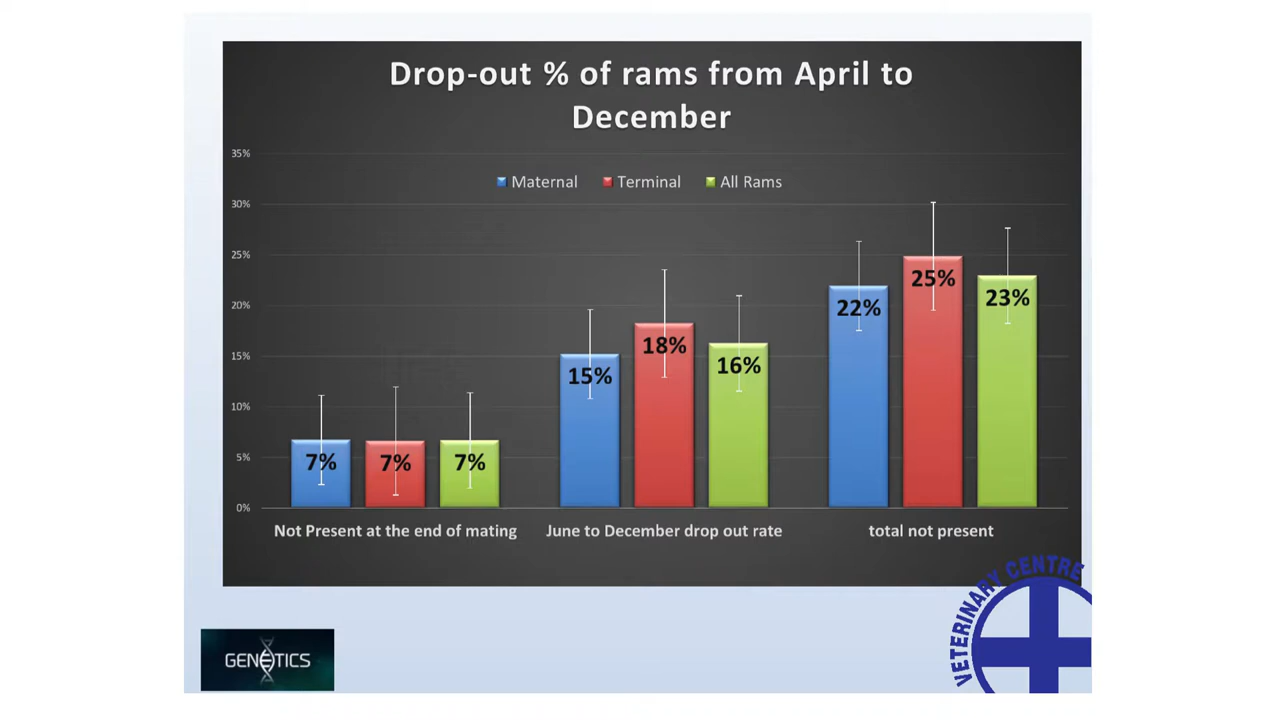 Drop-out % of rams from April to
December
35%
Maternal Terminal All Rams
30%
25%
20%
15%
10%
5%
0%
7%
7%
7%
15%
18%
16%
22%
25%
23%
Not Present at the end of mating
June to December drop out rate
total not present
VETERINARY CENTRE
GENETICS